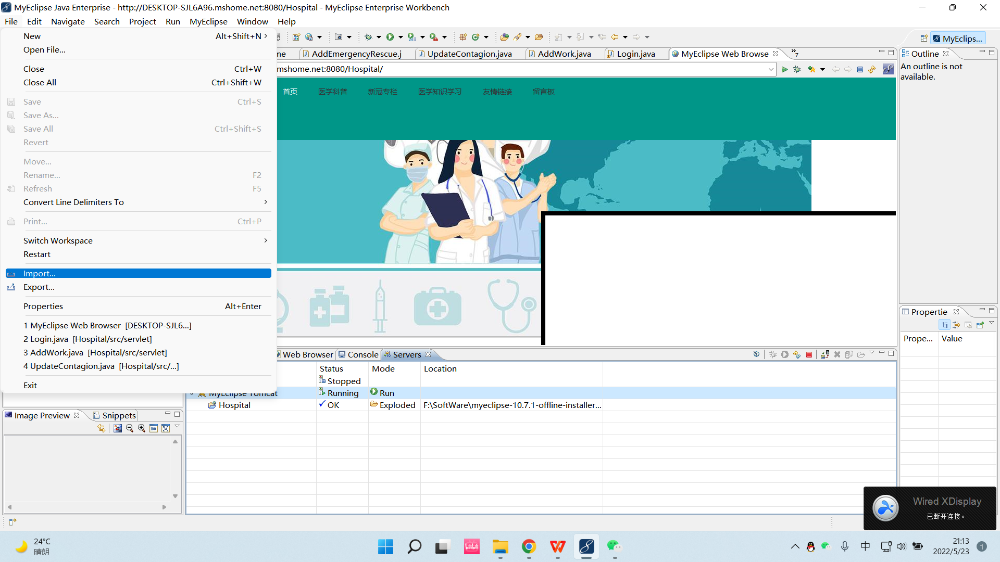 MyEclipse Java Enterprise - http://DESKTOP-SJL6A96.mshome.net:8080/Hospital - MyEclipse Enterprise Workbench
File Edit Navigate Search Project Run MyEclipse Window Help
New Alt+Shift+N
Open File...
Close Ctrl+W
Close All Ctrl+Shift+W
Save Ctrl+S
Save As...
Save All Ctrl+Shift+S
Revert
Move...
Rename... F2
Refresh F5
Convert Line Delimiters To
Print... Ctrl+P
Switch Workspace
Restart
Import...
Export...
Properties Alt+Enter
1 MyEclipse Web Browser [DESKTOP-SJL6...]
2 Login.java [Hospital/src/servlet]
3 AddWork.java [Hospital/src/servlet]
4 UpdateContagion.java [Hospital/src/...]
Exit
MyEclips...
me AddEmergencyRescue.j UpdateContagion.java AddWork.java Login.java MyEclipse Web Browse »7
mshome.net:8080/Hospital/
首页 医学科普 新冠专栏 医学知识学习 友情链接 留言板
Outline
An outline is not
available.
Propertie
Prope... Value
Web Browser Console Servers
Status Mode Location
Stopped
MyEclipse Tomcat Running Run
Hospital OK Exploded F:\SoftWare\myeclipse-10.7.1-offline-installer...
Image Preview Snippets
100
Wired XDisplay
已断开连接。
24°C
晴朗
bilibili
中
21:13
2022/5/23
1